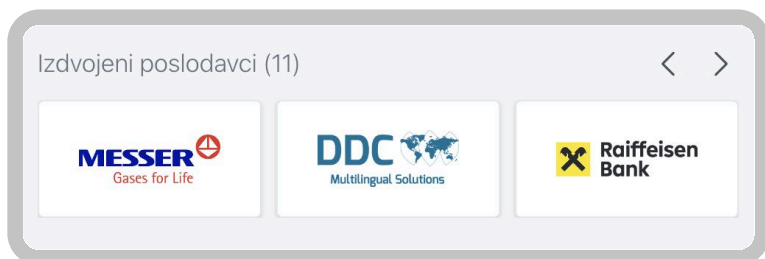 Izdvojeni poslodavci (11)
MESSER
Gases for Life
DDC
Multilingual Solutions
Raiffeisen
Bank